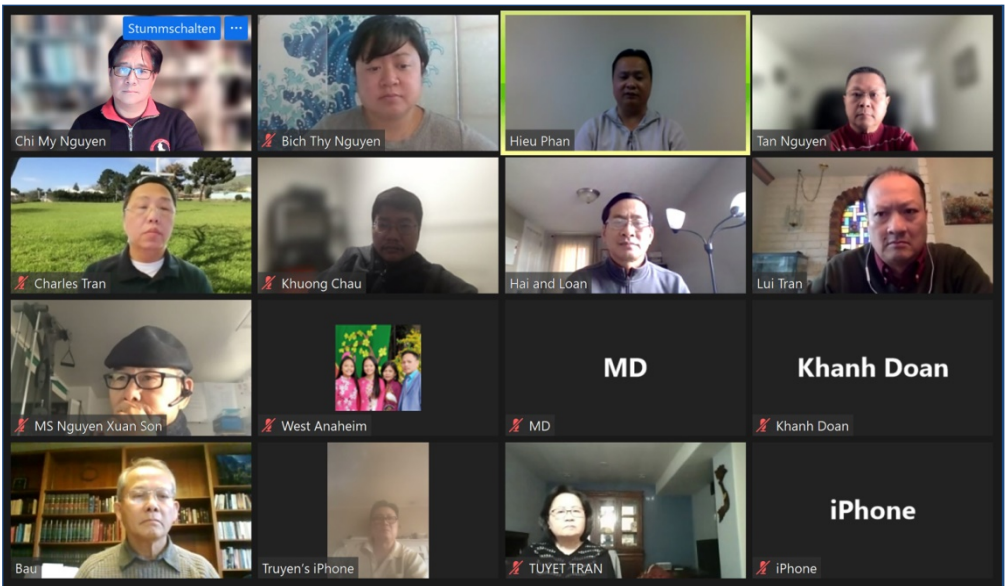 Stummschalten ...
Chi My Nguyen
Bich Thy Nguyen
Hieu Phan
Tan Nguyen
Charles Tran
Khuong Chau
Hai and Loan
Lui Tran
MS Nguyen Xuan Son
West Anaheim
MD
MD
Khanh Doan
Khanh Doan
Bau
Truyen's iPhone
TUYET TRAN
iPhone
iPhone